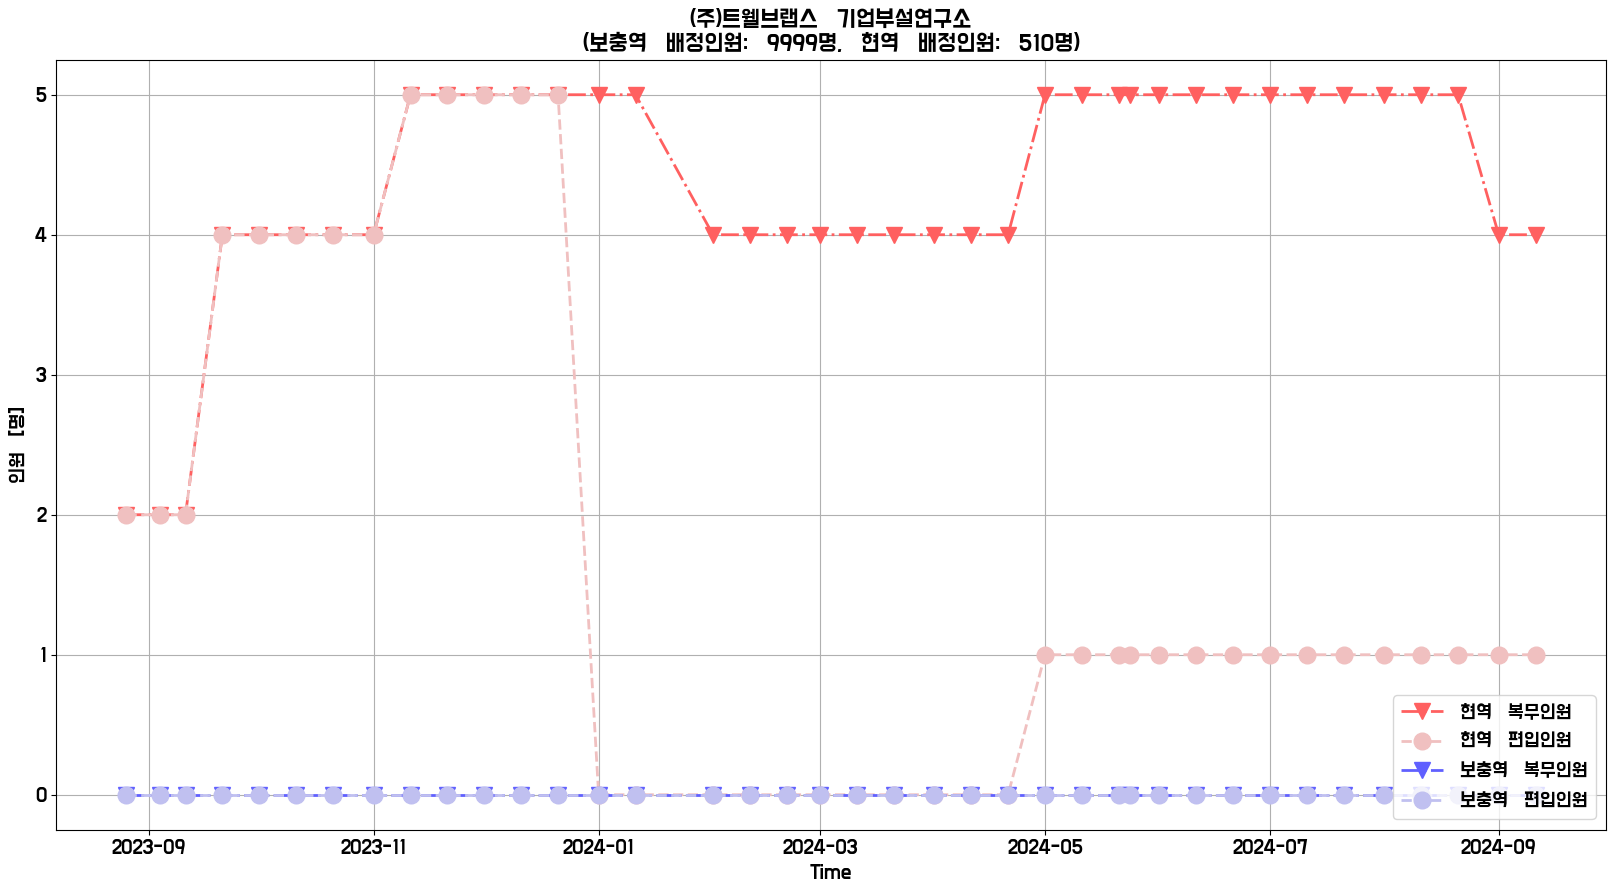 (주)트웰브랩스 기업부설연구소
(보충역 배정인원: 9999명, 현역 배정인원: 510명)
인원 [명]
5
4
3
2
1
0
현역 복무인원
현역 편입인원
보충역 복무인원
보충역 편입인원
2023-09 2023-11 2024-01 2024-03 2024-05 2024-07 2024-09
Time